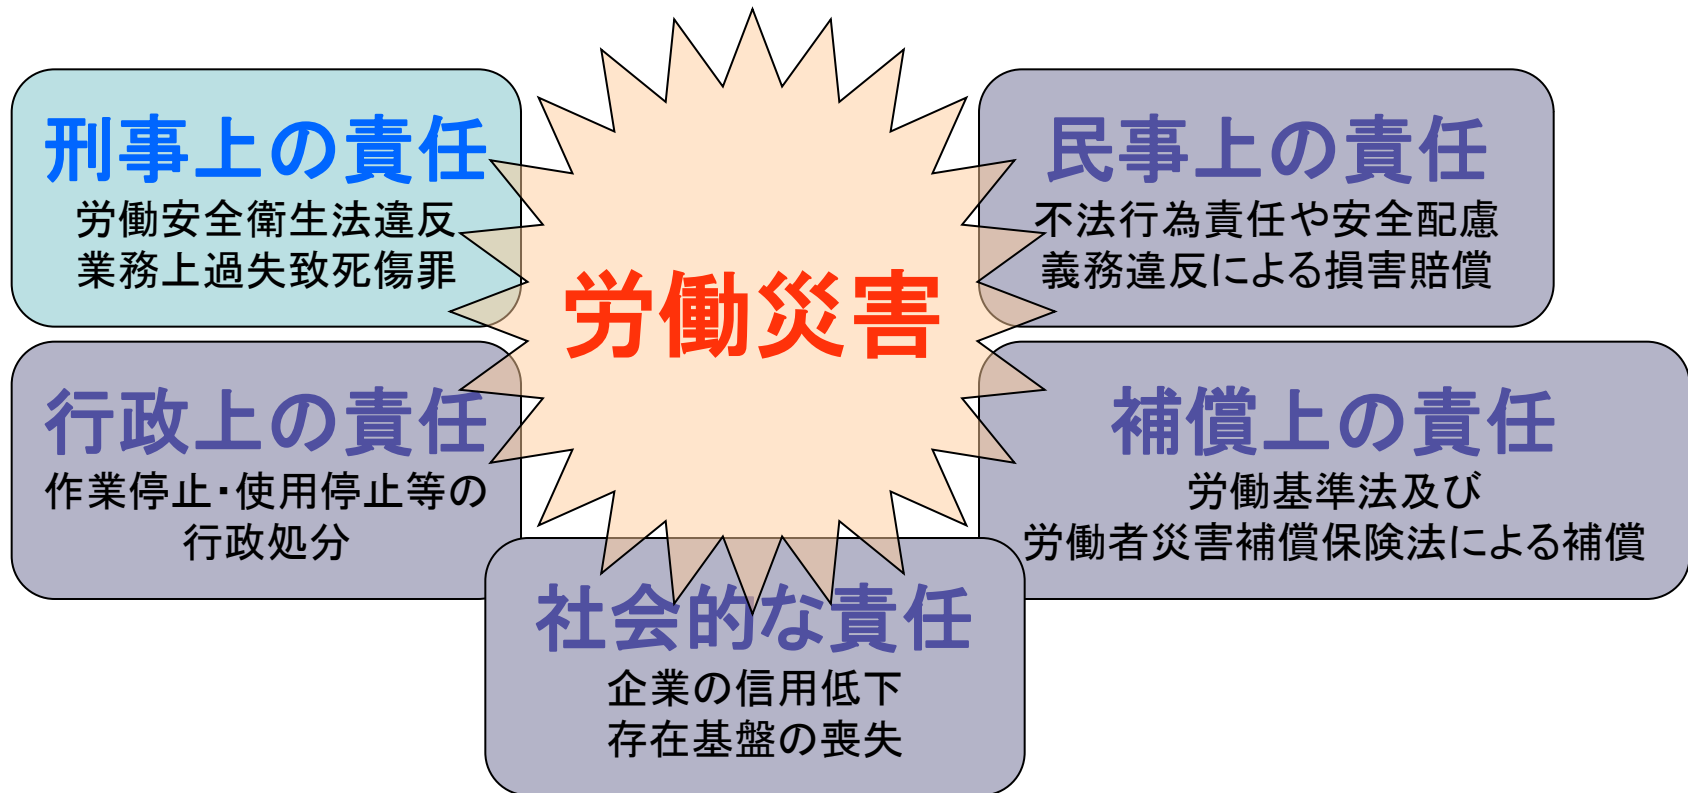 刑事上の責任
労働安全衛生法違反
業務上過失致死傷罪
民事上の責任
不法行為責任や安全配慮
義務違反による損害賠償
労働災害
行政上の責任
作業停止・使用停止等の
行政処分
補償上の責任
労働基準法及び
労働者災害補償保険法による補償
社会的な責任
企業の信用低下
存在基盤の喪失